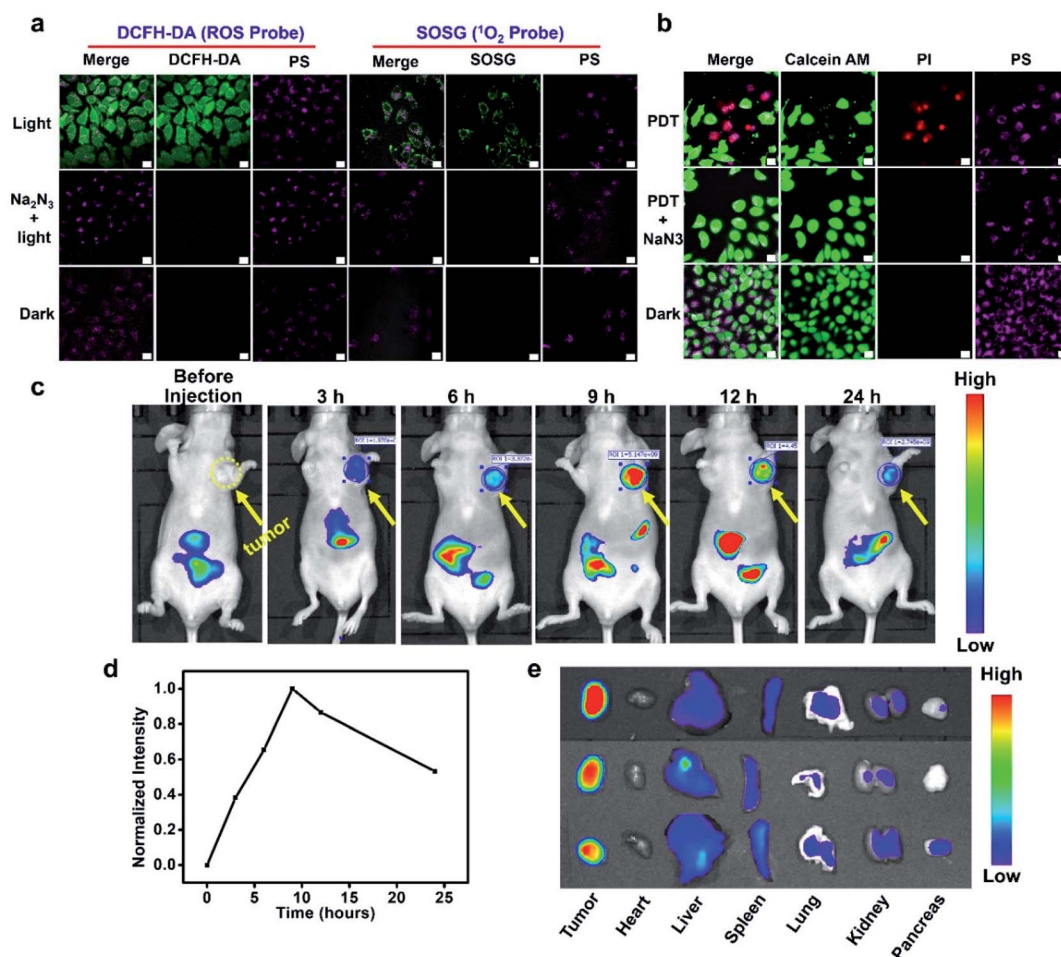 a
DCFH-DA (ROS Probe) SOSG (¹O₂ Probe)
Merge DCFH-DA PS Merge SOSG PS
Light
Na₂N₃
+
light
Dark
b
Merge Calcein AM PI PS
PDT
PDT
+
NaN3
Dark
c
Before
Injection 3 h 6 h 9 h 12 h 24 h
tumor
High
Low
d
Normalized Intensity
1.0
0.8
0.6
0.4
0.2
0.0
0 5 10 15 20 25
Time (hours)
e
High
Low
Tumor Heart Liver Spleen Lung Kidney Pancreas